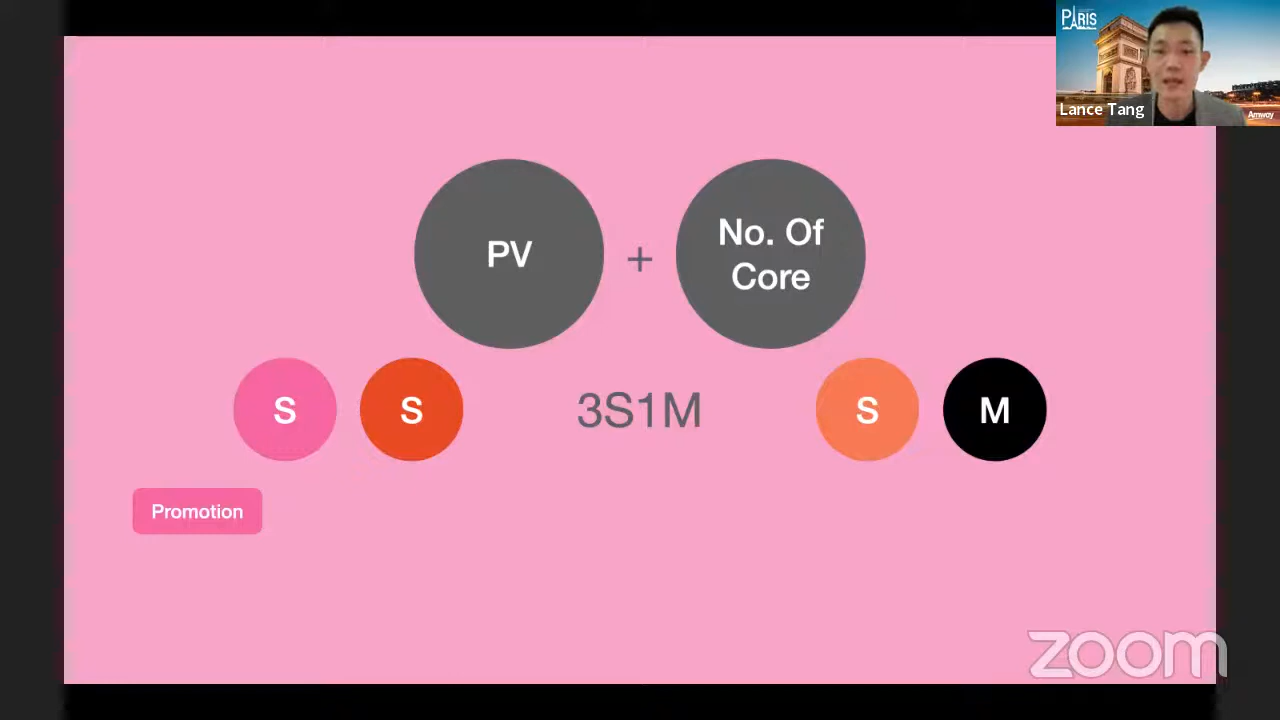 PARIS
Lance Tang
Amway
PV
+
No. Of
Core
S
S
3S1M
S
M
Promotion
zoom